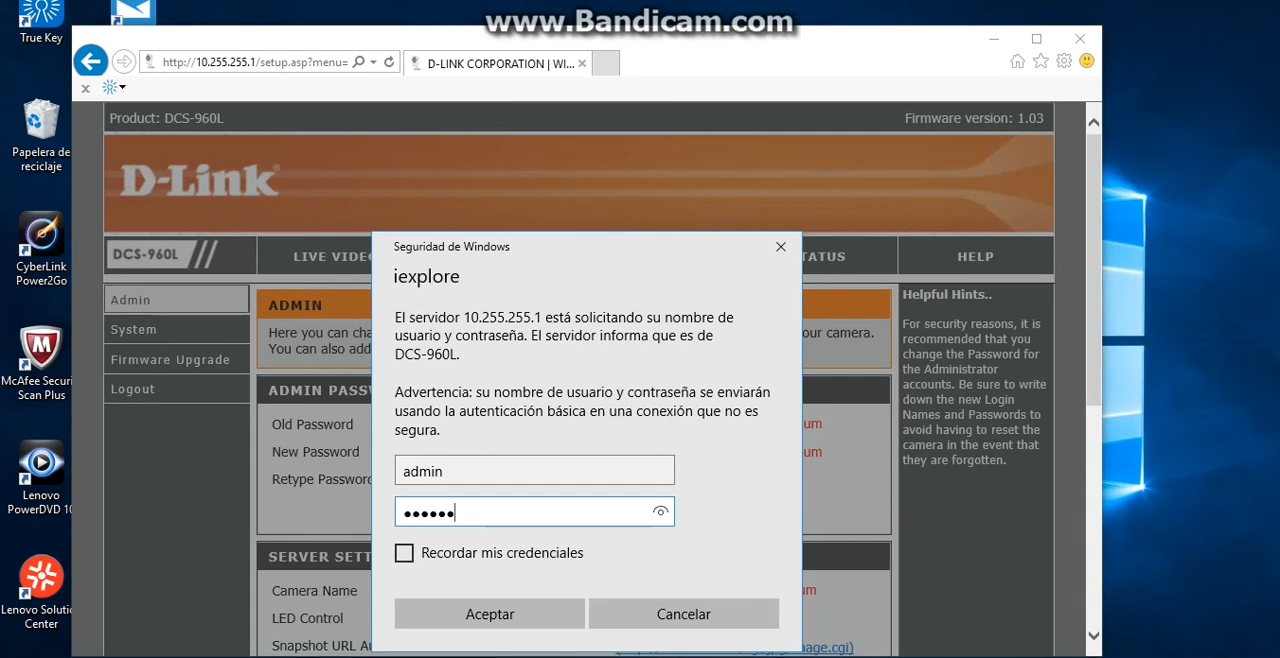 www.Bandicam.com
True Key
http://10.255.255.1/setup.asp?menu=
D-LINK CORPORATION | WI...
x
Papelera de
reciclaje
CyberLink
Power2Go
McAfee Securi
Scan Plus
Lenovo
PowerDVD 10
Lenovo Solutio
Center
Product: DCS-960L
Firmware version: 1.03
D-Link
DCS-960L
LIVE VIDE
TATUS
HELP
Admin
System
Firmware Upgrade
Logout
ADMIN
Here you can cha
our camera.
You can also add
ADMIN PASS
Old Password
um
New Password
um
Retype Password
SERVER SETT
Camera Name
m
LED Control
Snapshot URL Au
mage.cgi)
Helpful Hints..
For security reasons, it is
recommended that you
change the Password for
the Administrator
accounts. Be sure to write
down the new Login
Names and Passwords to
avoid having to reset the
camera in the event that
they are forgotten.
Seguridad de Windows
iexplore
El servidor 10.255.255.1 está solicitando su nombre de
usuario y contraseña. El servidor informa que es de
DCS-960L.
Advertencia: su nombre de usuario y contraseña se enviarán
usando la autenticación básica en una conexión que no es
segura.
admin
••••••
Recordar mis credenciales
Aceptar
Cancelar